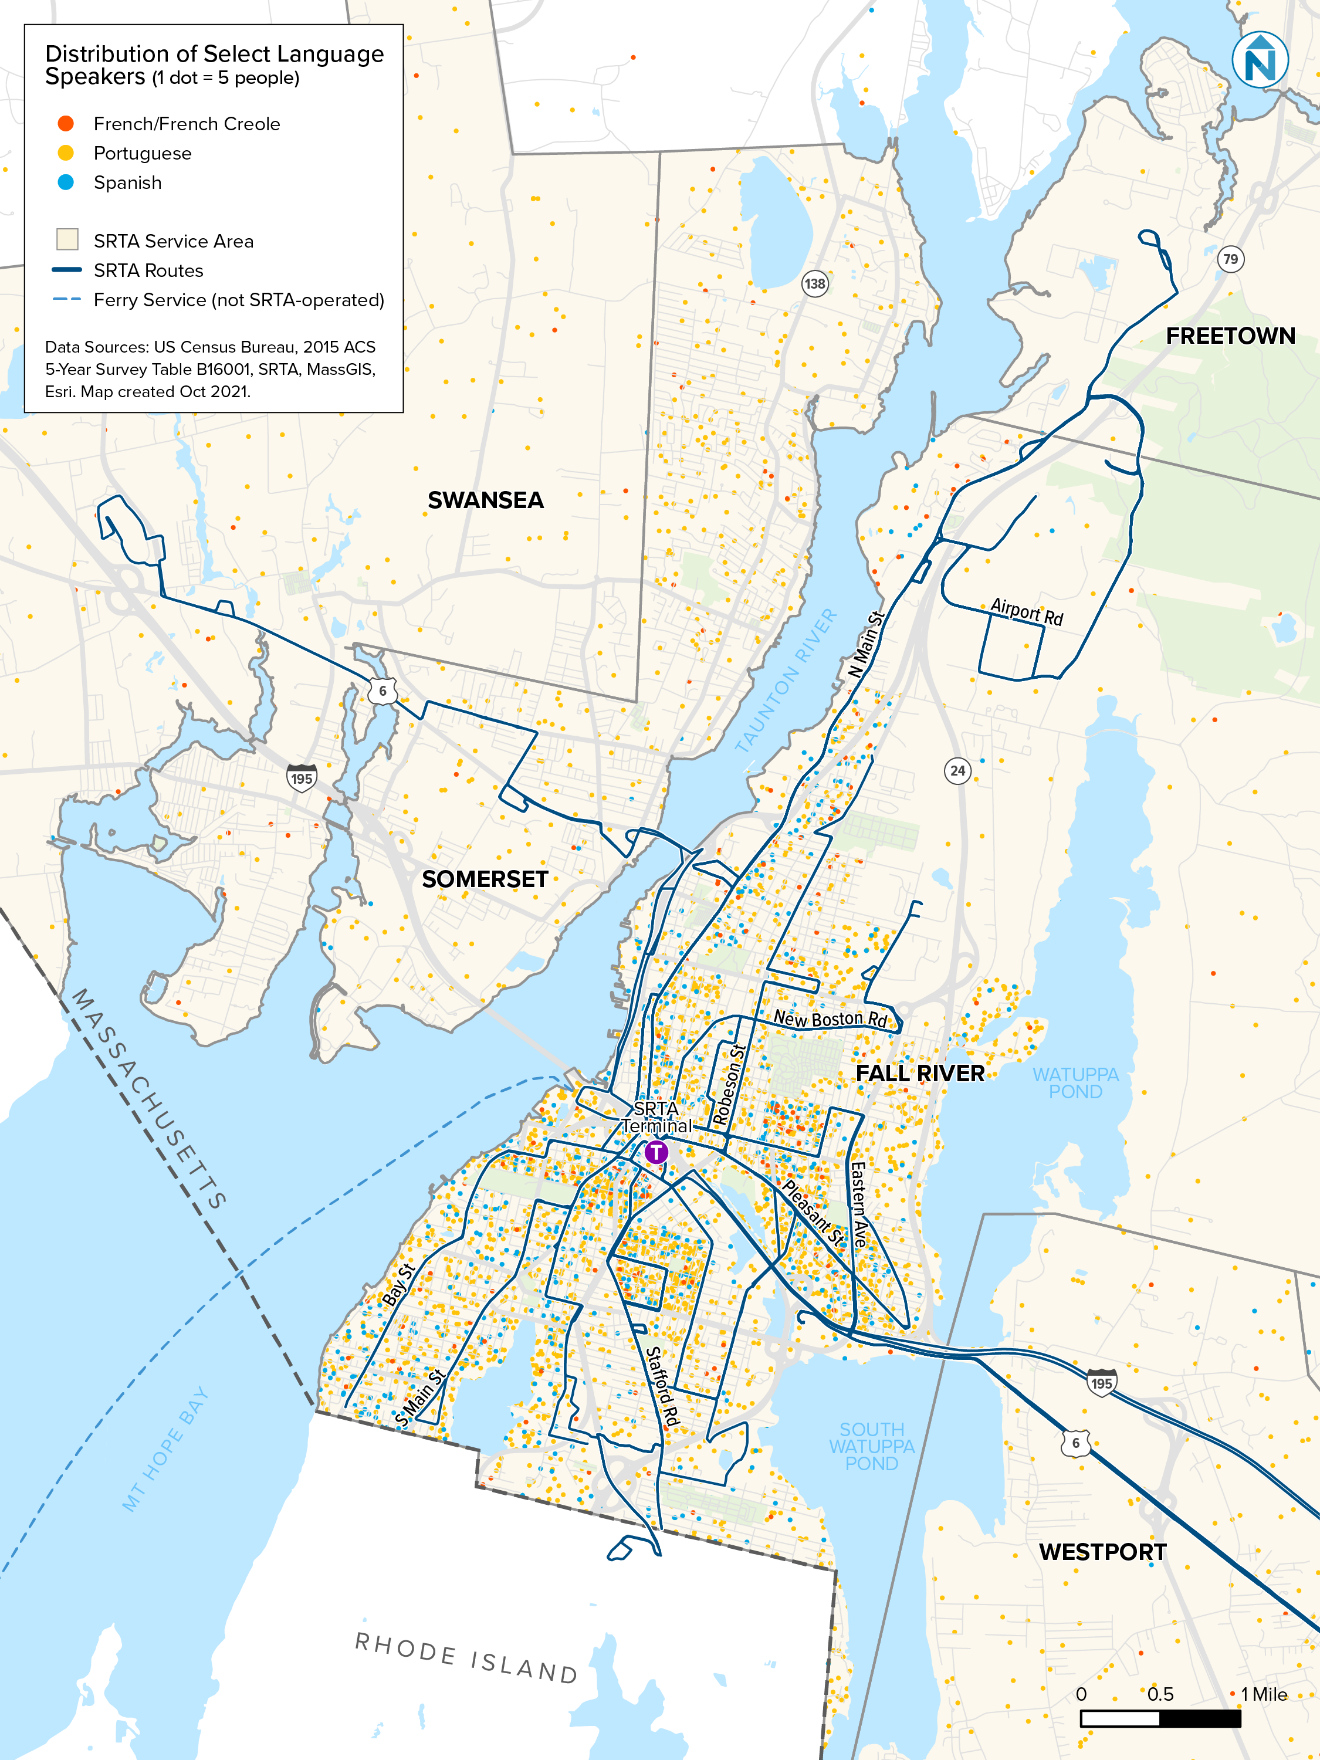 Distribution of Select Language
Speakers (1 dot = 5 people)
French/French Creole
Portuguese
Spanish
SRTA Service Area
SRTA Routes
Ferry Service (not SRTA-operated)
Data Sources: US Census Bureau, 2015 ACS
5-Year Survey Table B16001, SRTA, MassGIS,
Esri. Map created Oct 2021.
N
79
138
FREETOWN
SWANSEA
Airport Rd
N Main St
TAUNTON RIVER
6
195
24
SOMERSET
MASSACHUSETTS
New Boston Rd
Robeson St
FALL RIVER
WATUPPA
POND
SRTA
Terminal
T
Pleasant St
Eastern Ave
Bay St
S Main St
Stafford Rd
195
6
MT HOPE BAY
SOUTH
WATUPPA
POND
WESTPORT
RHODE ISLAND
0 0.5 1 Mile